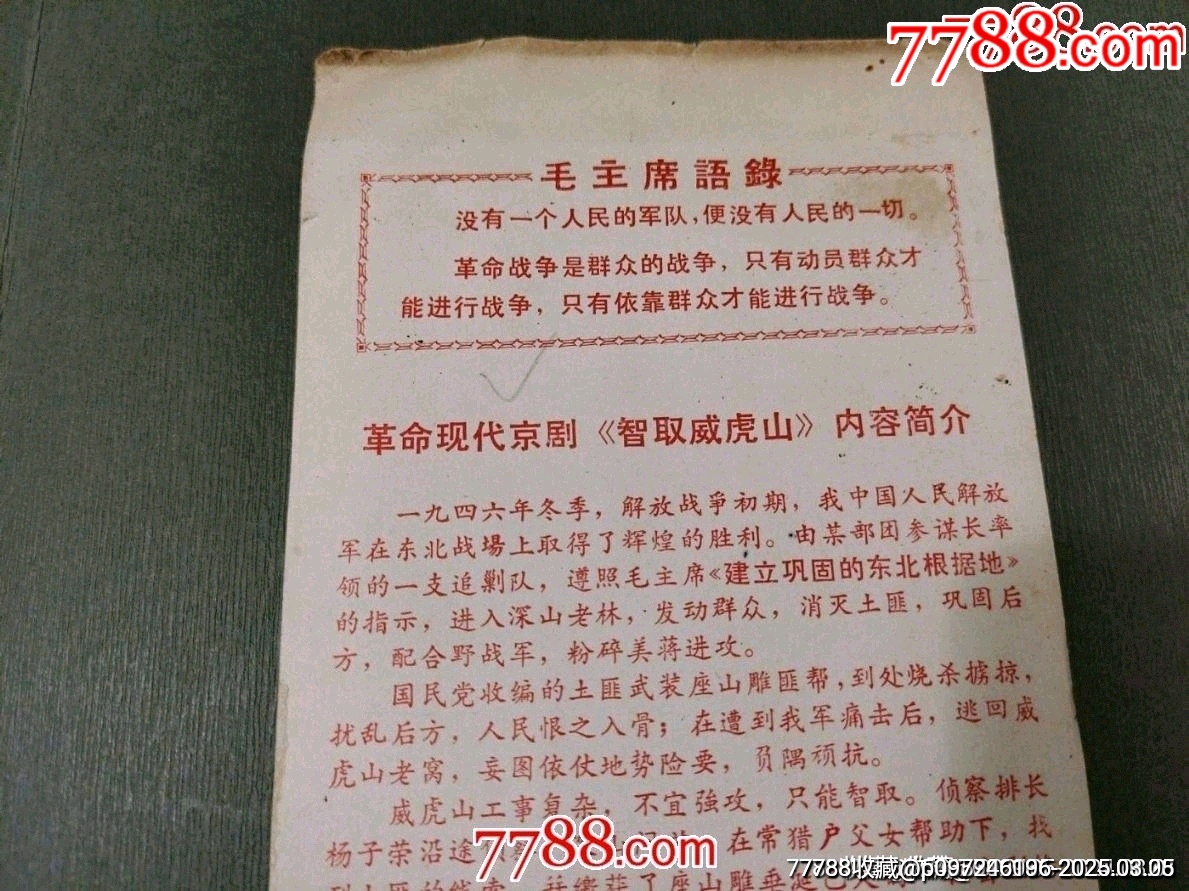 7788.com
7788.com
毛主席語錄
没有一个人民的军队，便没有人民的一切。
革命战争是群众的战争，只有动员群众才
能进行战争，只有依靠群众才能进行战争。
革命现代京剧《智取威虎山》内容简介
一九四六年冬季，解放战爭初期，我中国人民解放
军在东北战場上取得了辉煌的胜利。由某部团参谋长率
领的一支追剿队，遵照毛主席《建立巩固的东北根据地》
的指示，进入深山老林，发动群众，消灭土匪，巩固后
方，配合野战军，粉碎美蒋进攻。
国民党收编的土匪武装座山雕匪帮，到处烧杀掳掠，
扰乱后方，人民恨之入骨；在遭到我军痛击后，逃回威
虎山老窝，妄图依仗地势险要，负隅顽抗。
威虎山工事复杂，不宜強攻，只能智取。侦察排长
杨子荣沿途
在常猎户父女帮助下，找
7788.com